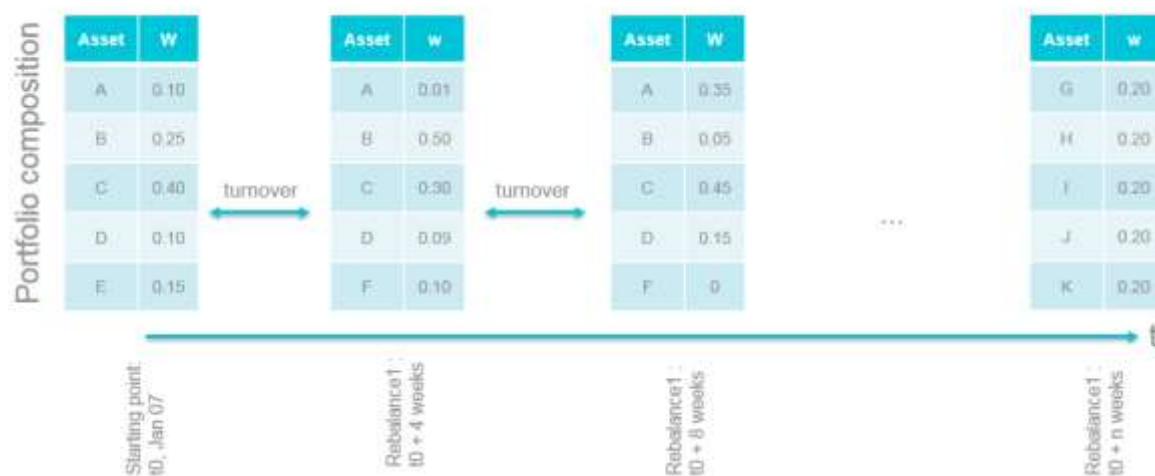 Portfolio composition
Asset W
A 0.10
B 0.25
C 0.40
D 0.10
E 0.15
turnover
Asset w
A 0.01
B 0.50
C 0.30
D 0.09
F 0.10
turnover
Asset W
A 0.35
B 0.05
C 0.45
D 0.15
F 0
...
Asset w
G 0.20
H 0.20
I 0.20
J 0.20
K 0.20
t
Starting point:
t0, Jan 07
Rebalance1 :
t0 + 4 weeks
Rebalance1 :
t0 + 8 weeks
Rebalance1 :
t0 + n weeks